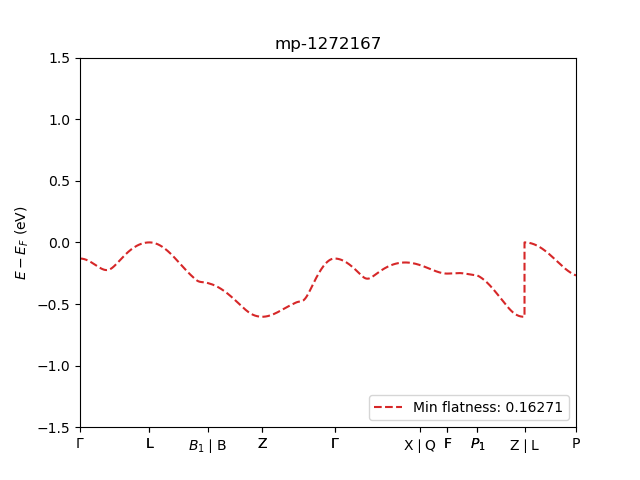 mp-1272167
E − E_F (eV)
1.5
1.0
0.5
0.0
−0.5
−1.0
−1.5
Min flatness: 0.16271
Γ L B₁ | B Z Γ X | Q F P₁ Z | L P